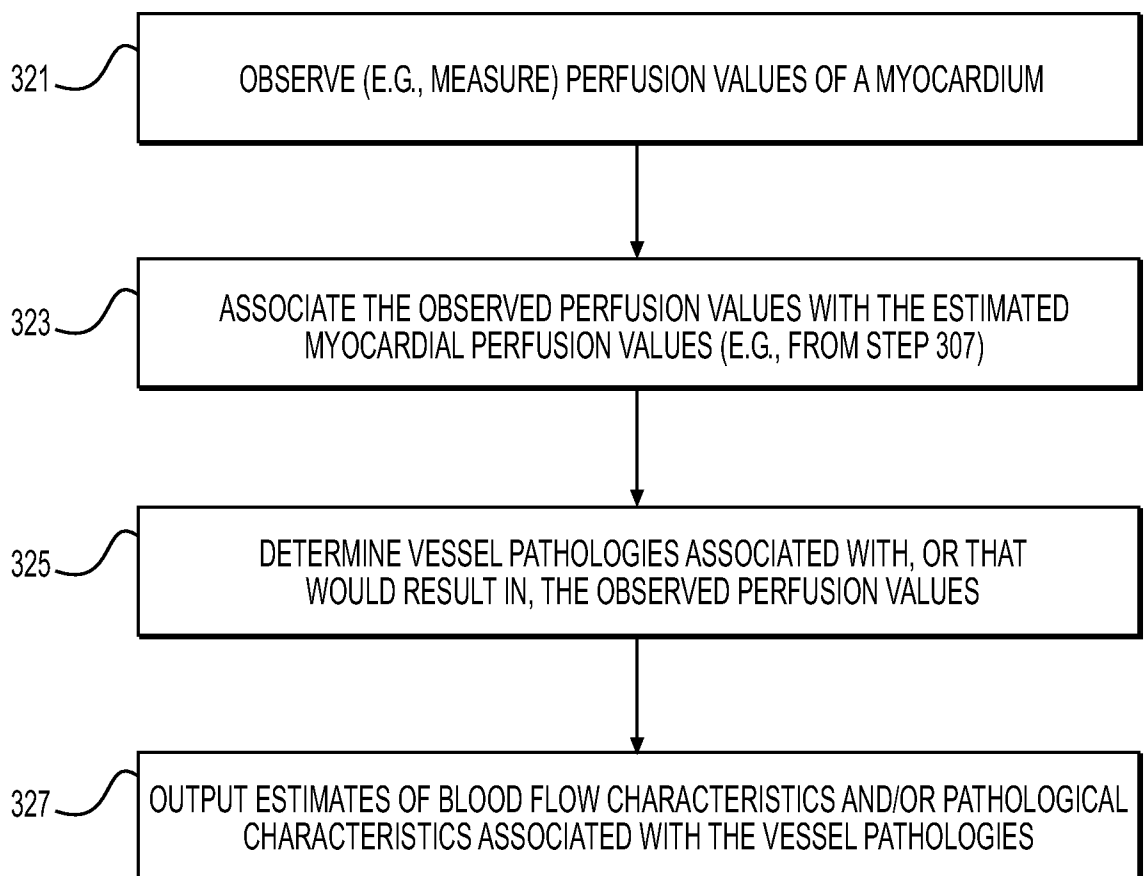 321
OBSERVE (E.G., MEASURE) PERFUSION VALUES OF A MYOCARDIUM
323
ASSOCIATE THE OBSERVED PERFUSION VALUES WITH THE ESTIMATED
MYOCARDIAL PERFUSION VALUES (E.G., FROM STEP 307)
325
DETERMINE VESSEL PATHOLOGIES ASSOCIATED WITH, OR THAT
WOULD RESULT IN, THE OBSERVED PERFUSION VALUES
327
OUTPUT ESTIMATES OF BLOOD FLOW CHARACTERISTICS AND/OR PATHOLOGICAL
CHARACTERISTICS ASSOCIATED WITH THE VESSEL PATHOLOGIES